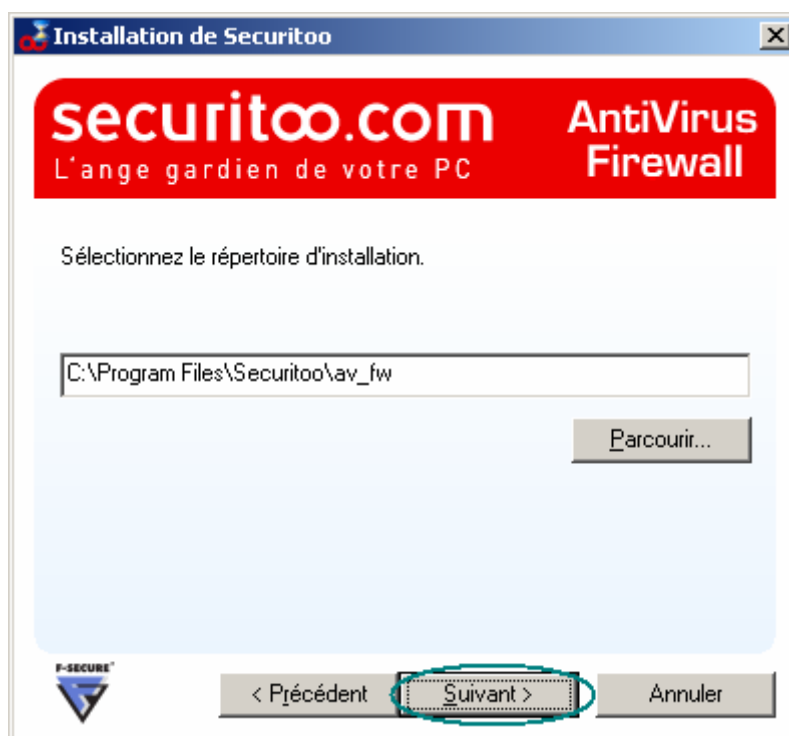 Installation de Securitoo
securitoo.com
L'ange gardien de votre PC
AntiVirus
Firewall
Sélectionnez le répertoire d'installation.
C:\Program Files\Securitoo\av_fw
Parcourir...
F-SECURE
< Précédent
Suivant >
Annuler